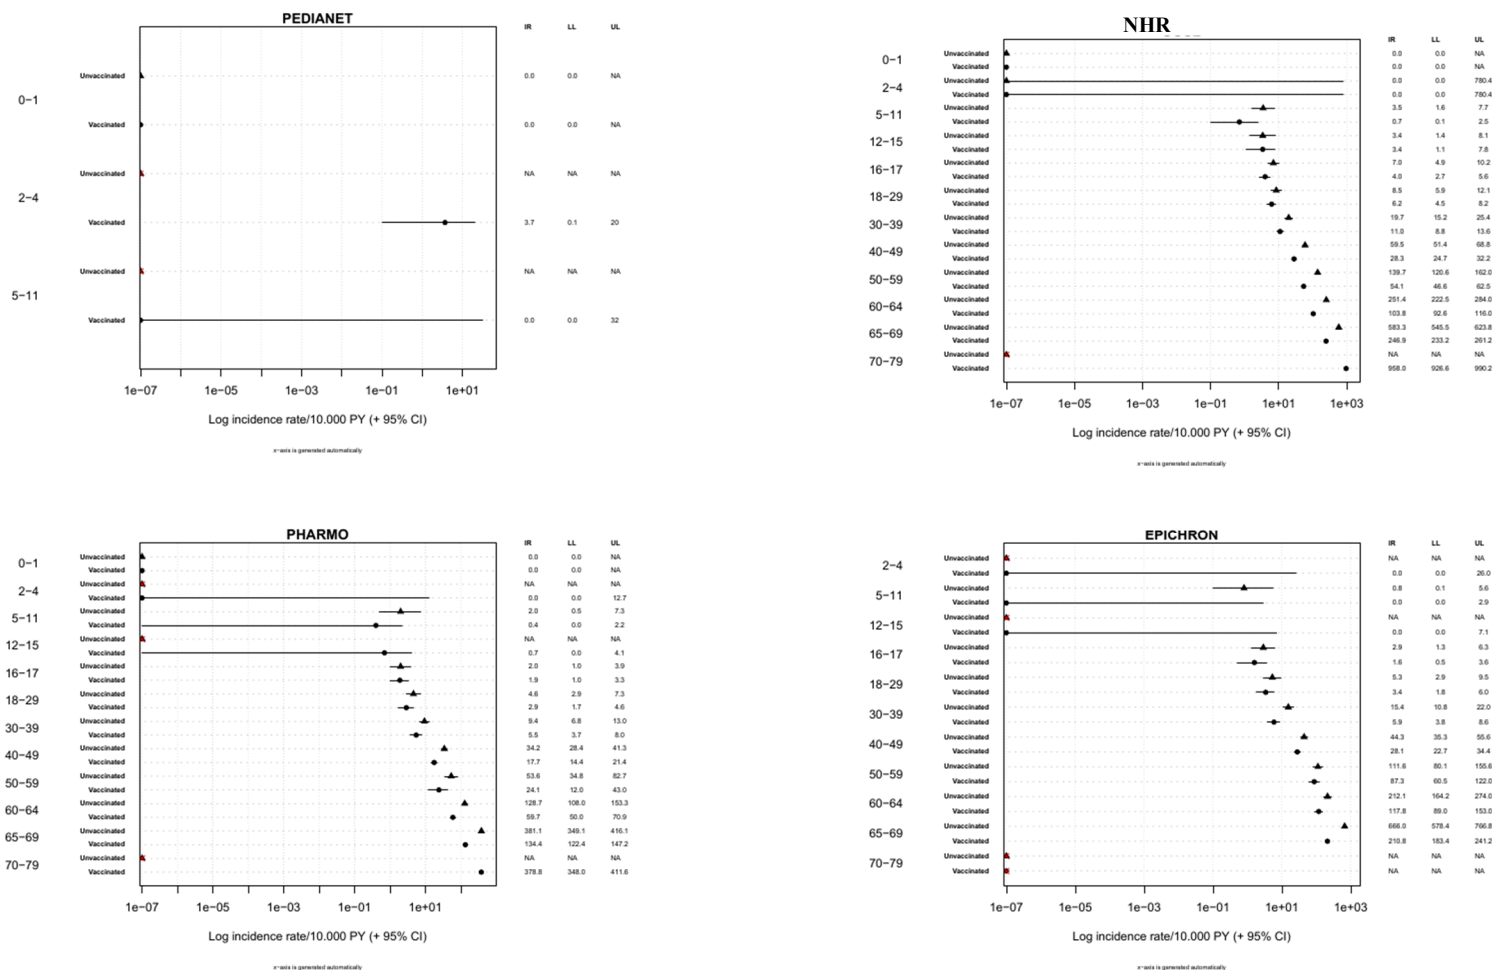 PEDIANET
IR LL UL
Unvaccinated 0.0 0.0 NA
0−1
Vaccinated 0.0 0.0 NA
Unvaccinated NA NA NA
2−4
Vaccinated 3.7 0.1 20
Unvaccinated NA NA NA
5−11
Vaccinated 0.0 0.0 32
1e−07 1e−05 1e−03 1e−01 1e+01
Log incidence rate/10.000 PY (+ 95% CI)
x−axis is generated automatically
NHR
IR LL UL
Unvaccinated 0.0 0.0 NA
0−1
Vaccinated 0.0 0.0 NA
Unvaccinated 0.0 0.0 780.4
2−4
Vaccinated 0.0 0.0 780.4
Unvaccinated 3.5 1.6 7.7
5−11
Vaccinated 0.7 0.1 2.5
Unvaccinated 3.4 1.4 8.1
12−15
Vaccinated 3.4 1.1 7.8
Unvaccinated 7.0 4.9 10.2
16−17
Vaccinated 4.0 2.7 5.6
Unvaccinated 8.5 5.9 12.1
18−29
Vaccinated 6.2 4.5 8.2
Unvaccinated 19.7 15.2 25.4
30−39
Vaccinated 11.0 8.8 13.6
Unvaccinated 59.5 51.4 68.8
40−49
Vaccinated 28.3 24.7 32.2
Unvaccinated 139.7 120.6 162.0
50−59
Vaccinated 54.1 46.6 62.5
Unvaccinated 251.4 222.5 284.0
60−64
Vaccinated 103.8 92.6 116.0
Unvaccinated 583.3 545.5 623.8
65−69
Vaccinated 246.9 233.2 261.2
Unvaccinated NA NA NA
70−79
Vaccinated 958.0 926.6 990.2
1e−07 1e−05 1e−03 1e−01 1e+01 1e+03
Log incidence rate/10.000 PY (+ 95% CI)
x−axis is generated automatically
PHARMO
IR LL UL
Unvaccinated 0.0 0.0 NA
0−1
Vaccinated 0.0 0.0 NA
Unvaccinated NA NA NA
2−4
Vaccinated 0.0 0.0 12.7
Unvaccinated 2.0 0.5 7.3
5−11
Vaccinated 0.4 0.0 2.2
Unvaccinated NA NA NA
12−15
Vaccinated 0.7 0.0 4.1
Unvaccinated 2.0 1.0 3.9
16−17
Vaccinated 1.9 1.0 3.3
Unvaccinated 4.6 2.9 7.3
18−29
Vaccinated 2.9 1.7 4.6
Unvaccinated 9.4 6.8 13.0
30−39
Vaccinated 5.5 3.7 8.0
Unvaccinated 34.2 28.4 41.3
40−49
Vaccinated 17.7 14.4 21.4
Unvaccinated 53.6 34.8 82.7
50−59
Vaccinated 24.1 12.0 43.0
Unvaccinated 128.7 108.0 153.3
60−64
Vaccinated 59.7 50.0 70.9
Unvaccinated 381.1 349.1 416.1
65−69
Vaccinated 134.4 122.4 147.2
Unvaccinated NA NA NA
70−79
Vaccinated 378.8 348.0 411.6
1e−07 1e−05 1e−03 1e−01 1e+01
Log incidence rate/10.000 PY (+ 95% CI)
x−axis is generated automatically
EPICHRON
IR LL UL
Unvaccinated NA NA NA
2−4
Vaccinated 0.0 0.0 26.0
Unvaccinated 0.8 0.1 5.6
5−11
Vaccinated 0.0 0.0 2.9
Unvaccinated NA NA NA
12−15
Vaccinated 0.0 0.0 7.1
Unvaccinated 2.9 1.3 6.3
16−17
Vaccinated 1.6 0.5 3.6
Unvaccinated 5.3 2.9 9.5
18−29
Vaccinated 3.4 1.8 6.0
Unvaccinated 15.4 10.8 22.0
30−39
Vaccinated 5.9 3.8 8.6
Unvaccinated 44.3 35.3 55.6
40−49
Vaccinated 28.1 22.7 34.4
Unvaccinated 111.6 80.1 155.6
50−59
Vaccinated 87.3 60.5 122.0
Unvaccinated 212.1 164.2 274.0
60−64
Vaccinated 117.8 89.0 153.0
Unvaccinated 666.0 578.4 766.8
65−69
Vaccinated 210.8 183.4 241.2
Unvaccinated NA NA NA
70−79
Vaccinated NA NA NA
1e−07 1e−05 1e−03 1e−01 1e+01 1e+03
Log incidence rate/10.000 PY (+ 95% CI)
x−axis is generated automatically